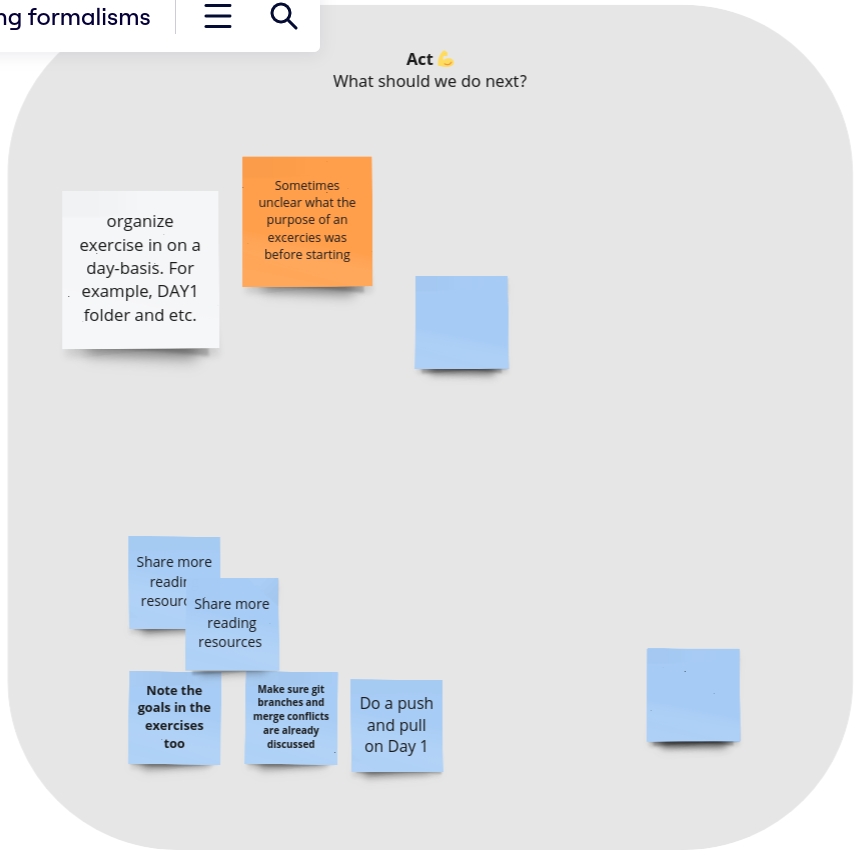 ng formalisms
Act 💪
What should we do next?
organize
exercise in on a
day-basis. For
example, DAY1
folder and etc.
Sometimes
unclear what the
purpose of an
excercies was
before starting
Share more
Share more
reading
resources
Note the
goals in the
exercises
too
Make sure git
branches and
merge conflicts
are already
discussed
Do a push
and pull
on Day 1